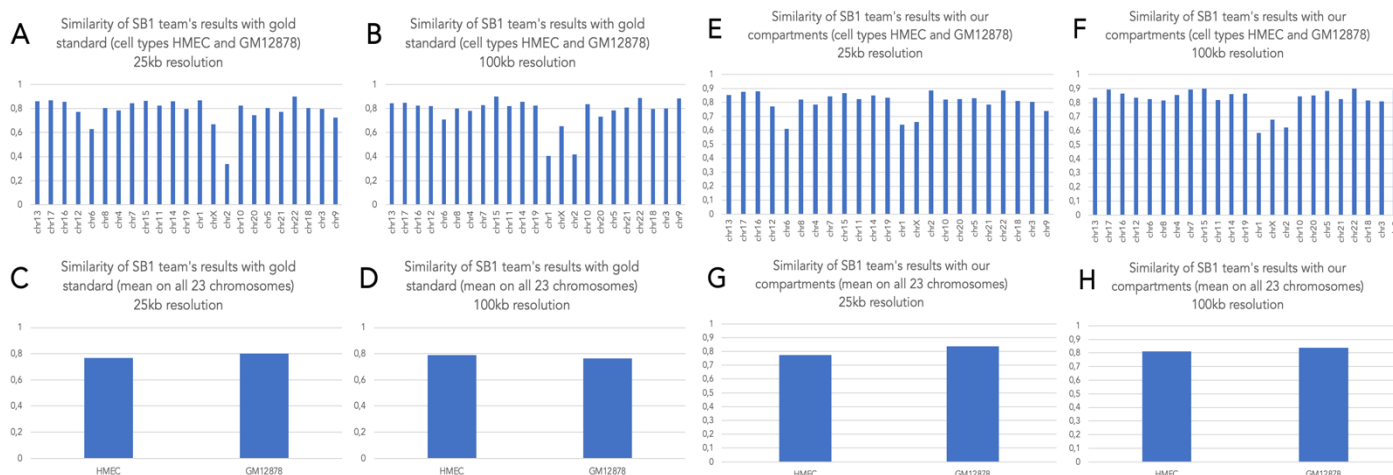 A
Similarity of SB1 team's results with gold
standard (cell types HMEC and GM12878)
25kb resolution
1
0,8
0,6
0,4
0,2
0
chr13
chr17
chr16
chr12
chr6
chr8
chr4
chr7
chr15
chr11
chr14
chr19
chr1
chrX
chr2
chr10
chr20
chr5
chr21
chr22
chr18
chr3
chr9
B
Similarity of SB1 team's results with gold
standard (cell types HMEC and GM12878)
100kb resolution
1
0,8
0,6
0,4
0,2
0
chr13
chr17
chr16
chr12
chr6
chr8
chr4
chr7
chr15
chr11
chr14
chr19
chr1
chrX
chr2
chr10
chr20
chr5
chr21
chr22
chr18
chr3
chr9
E
Similarity of SB1 team's results with our
compartments (cell types HMEC and GM12878)
25kb resolution
1
0,9
0,8
0,7
0,6
0,5
0,4
0,3
0,2
0,1
0
chr13
chr17
chr16
chr12
chr6
chr8
chr4
chr7
chr15
chr11
chr14
chr19
chr1
chrX
chr2
chr10
chr20
chr5
chr21
chr22
chr18
chr3
chr9
F
Similarity of SB1 team's results with our
compartments (cell types HMEC and GM12878)
100kb resolution
1
0,9
0,8
0,7
0,6
0,5
0,4
0,3
0,2
0,1
0
chr13
chr17
chr16
chr12
chr6
chr8
chr4
chr7
chr15
chr11
chr14
chr19
chr1
chrX
chr2
chr10
chr20
chr5
chr21
chr22
chr18
chr3
C
Similarity of SB1 team's results with gold
standard (mean on all 23 chromosomes)
25kb resolution
1
0,8
0,6
0,4
0,2
0
HMEC
GM12878
D
Similarity of SB1 team's results with gold
standard (mean on all 23 chromosomes)
100kb resolution
1
0,8
0,6
0,4
0,2
0
HMEC
GM12878
G
Similarity of SB1 team's results with our
compartments (mean on all 23 chromosomes)
25kb resolution
1
0,9
0,8
0,7
0,6
0,5
0,4
0,3
0,2
0,1
0
HMEC
GM12878
H
Similarity of SB1 team's results with our
compartments (mean on all 23 chromosomes)
100kb resolution
1
0,9
0,8
0,7
0,6
0,5
0,4
0,3
0,2
0,1
0
HMEC
GM12878